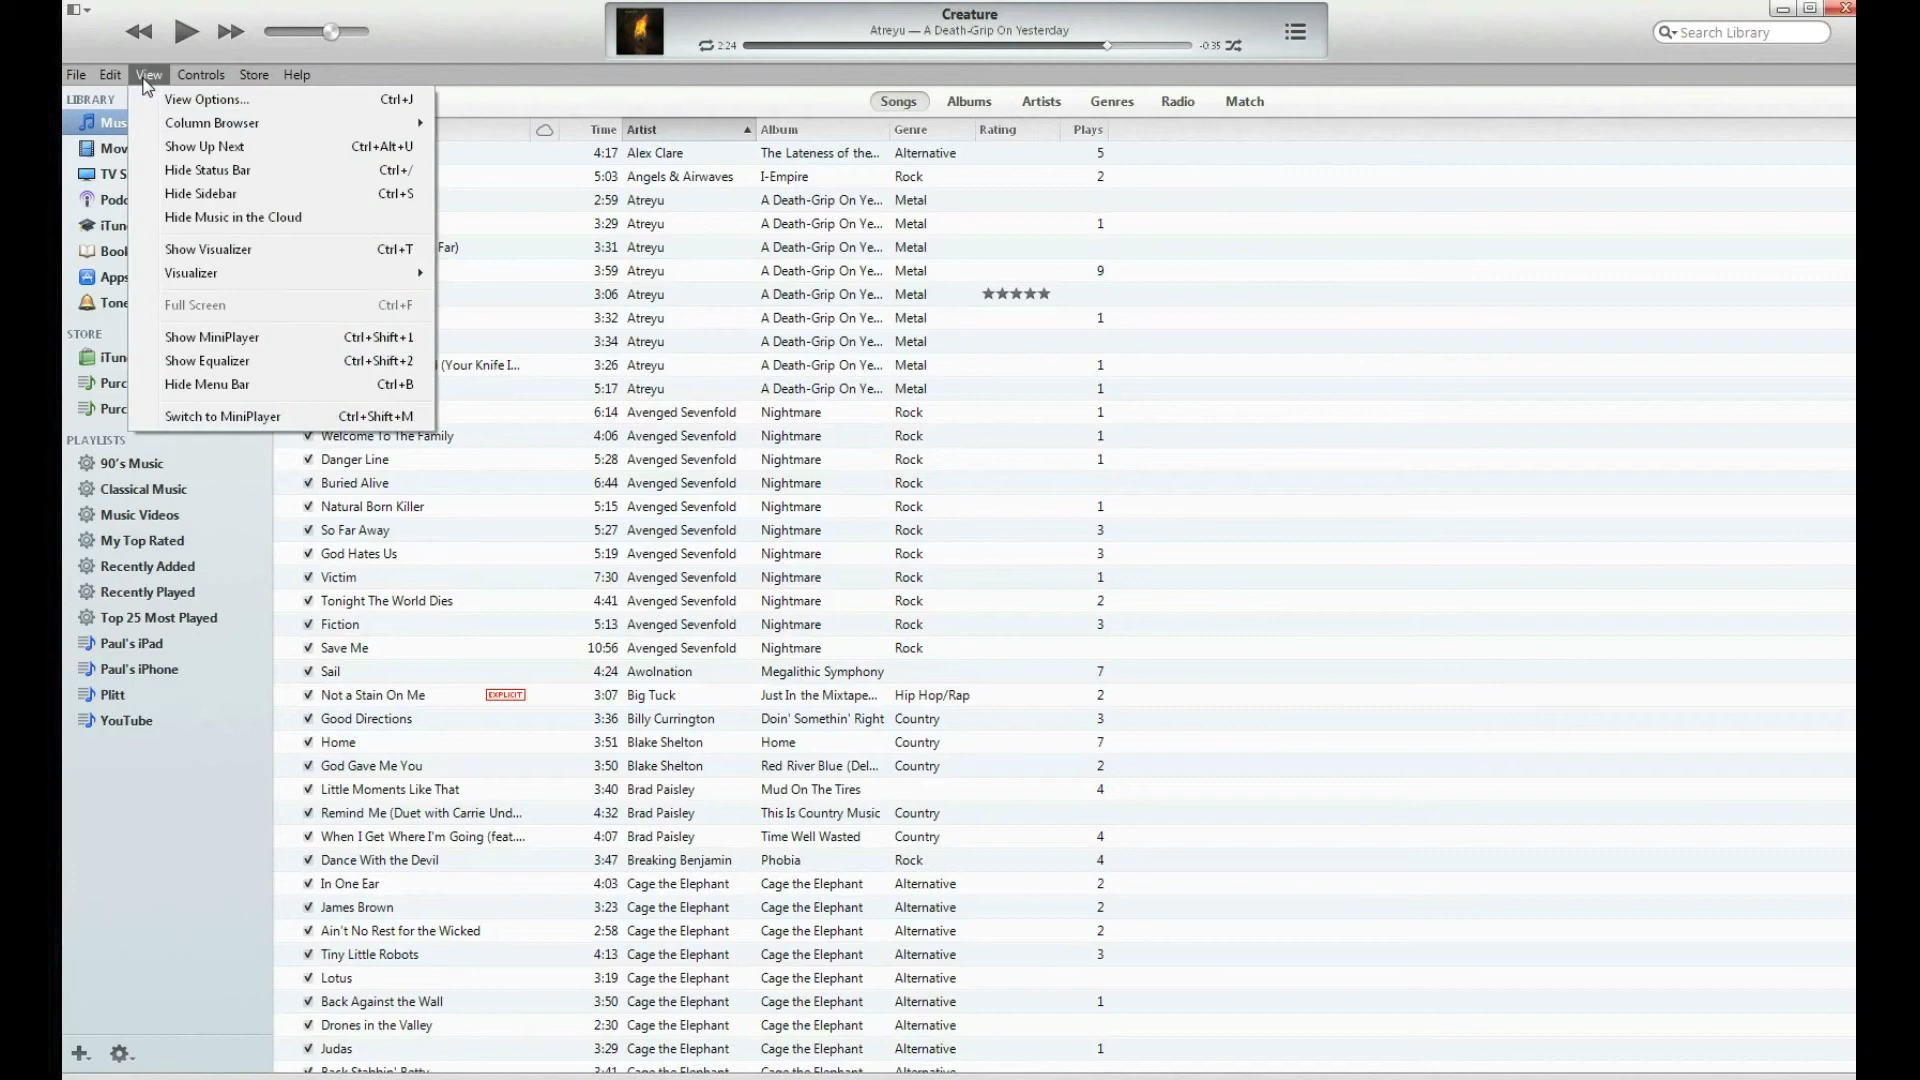 Creature
Atreyu — A Death-Grip On Yesterday
2:24
-0:35
Search Library
File Edit View Controls Store Help
View Options... Ctrl+J
Column Browser
Show Up Next Ctrl+Alt+U
Hide Status Bar Ctrl+/
Hide Sidebar Ctrl+S
Hide Music in the Cloud
Show Visualizer Ctrl+T
Visualizer
Full Screen Ctrl+F
Show MiniPlayer Ctrl+Shift+1
Show Equalizer Ctrl+Shift+2
Hide Menu Bar Ctrl+B
Switch to MiniPlayer Ctrl+Shift+M
LIBRARY
Mus
Mov
TV S
Podc
iTun
Book
Apps
Tone
STORE
iTun
Purc
Purc
PLAYLISTS
90's Music
Classical Music
Music Videos
My Top Rated
Recently Added
Recently Played
Top 25 Most Played
Paul's iPad
Paul's iPhone
Plitt
YouTube
Songs Albums Artists Genres Radio Match
Time Artist Album Genre Rating Plays
4:17 Alex Clare The Lateness of the... Alternative 5
5:03 Angels & Airwaves I-Empire Rock 2
2:59 Atreyu A Death-Grip On Ye... Metal
3:29 Atreyu A Death-Grip On Ye... Metal 1
Far) 3:31 Atreyu A Death-Grip On Ye... Metal
3:59 Atreyu A Death-Grip On Ye... Metal 9
3:06 Atreyu A Death-Grip On Ye... Metal ★★★★★
3:32 Atreyu A Death-Grip On Ye... Metal 1
3:34 Atreyu A Death-Grip On Ye... Metal
(Your Knife I... 3:26 Atreyu A Death-Grip On Ye... Metal 1
5:17 Atreyu A Death-Grip On Ye... Metal 1
6:14 Avenged Sevenfold Nightmare Rock 1
Welcome To The Family 4:06 Avenged Sevenfold Nightmare Rock 1
Danger Line 5:28 Avenged Sevenfold Nightmare Rock 1
Buried Alive 6:44 Avenged Sevenfold Nightmare Rock
Natural Born Killer 5:15 Avenged Sevenfold Nightmare Rock 1
So Far Away 5:27 Avenged Sevenfold Nightmare Rock 3
God Hates Us 5:19 Avenged Sevenfold Nightmare Rock 3
Victim 7:30 Avenged Sevenfold Nightmare Rock 1
Tonight The World Dies 4:41 Avenged Sevenfold Nightmare Rock 2
Fiction 5:13 Avenged Sevenfold Nightmare Rock 3
Save Me 10:56 Avenged Sevenfold Nightmare Rock
Sail 4:24 Awolnation Megalithic Symphony 7
Not a Stain On Me EXPLICIT 3:07 Big Tuck Just In the Mixtape... Hip Hop/Rap 2
Good Directions 3:36 Billy Currington Doin' Somethin' Right Country 3
Home 3:51 Blake Shelton Home Country 7
God Gave Me You 3:50 Blake Shelton Red River Blue (Del... Country 2
Little Moments Like That 3:40 Brad Paisley Mud On The Tires 4
Remind Me (Duet with Carrie Und... 4:32 Brad Paisley This Is Country Music Country
When I Get Where I'm Going (feat.... 4:07 Brad Paisley Time Well Wasted Country 4
Dance With the Devil 3:47 Breaking Benjamin Phobia Rock 4
In One Ear 4:03 Cage the Elephant Cage the Elephant Alternative 2
James Brown 3:23 Cage the Elephant Cage the Elephant Alternative 2
Ain't No Rest for the Wicked 2:58 Cage the Elephant Cage the Elephant Alternative 2
Tiny Little Robots 4:13 Cage the Elephant Cage the Elephant Alternative 3
Lotus 3:19 Cage the Elephant Cage the Elephant Alternative
Back Against the Wall 3:50 Cage the Elephant Cage the Elephant Alternative 1
Drones in the Valley 2:30 Cage the Elephant Cage the Elephant Alternative
Judas 3:29 Cage the Elephant Cage the Elephant Alternative 1
Back Stabbin' Betty 3:41 Cage the Elephant Cage the Elephant Alternative